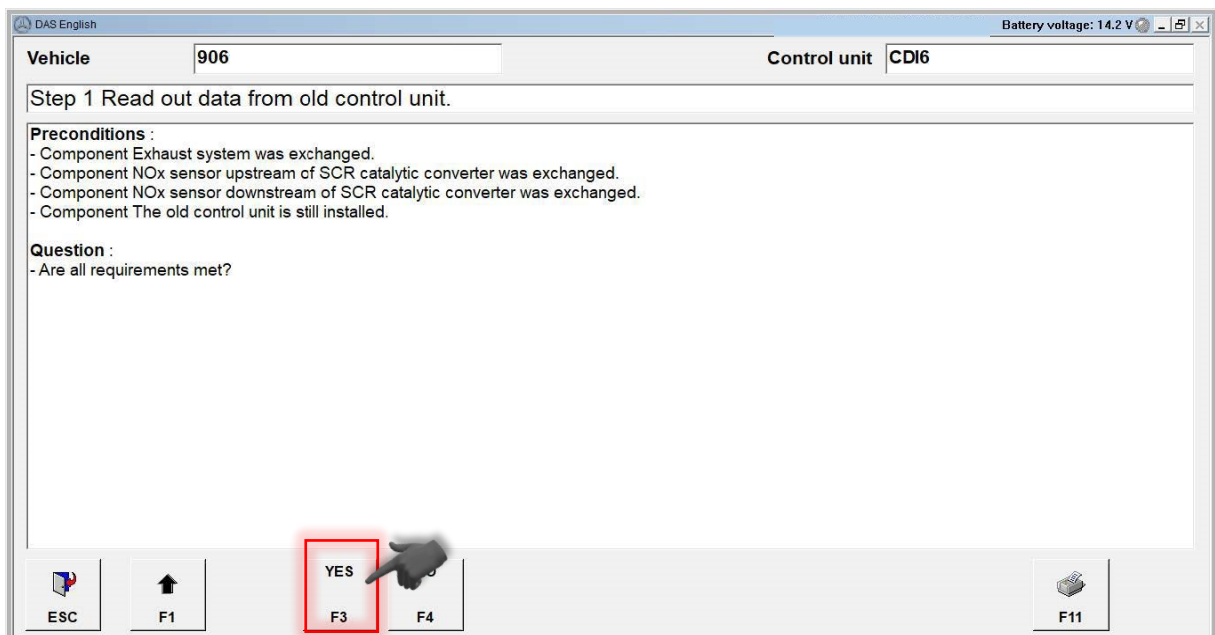 DAS English
Battery voltage: 14.2 V
Vehicle 906 Control unit CDI6
Step 1 Read out data from old control unit.
Preconditions :
- Component Exhaust system was exchanged.
- Component NOx sensor upstream of SCR catalytic converter was exchanged.
- Component NOx sensor downstream of SCR catalytic converter was exchanged.
- Component The old control unit is still installed.
Question :
- Are all requirements met?
YES
ESC F1 F3 F4 F11